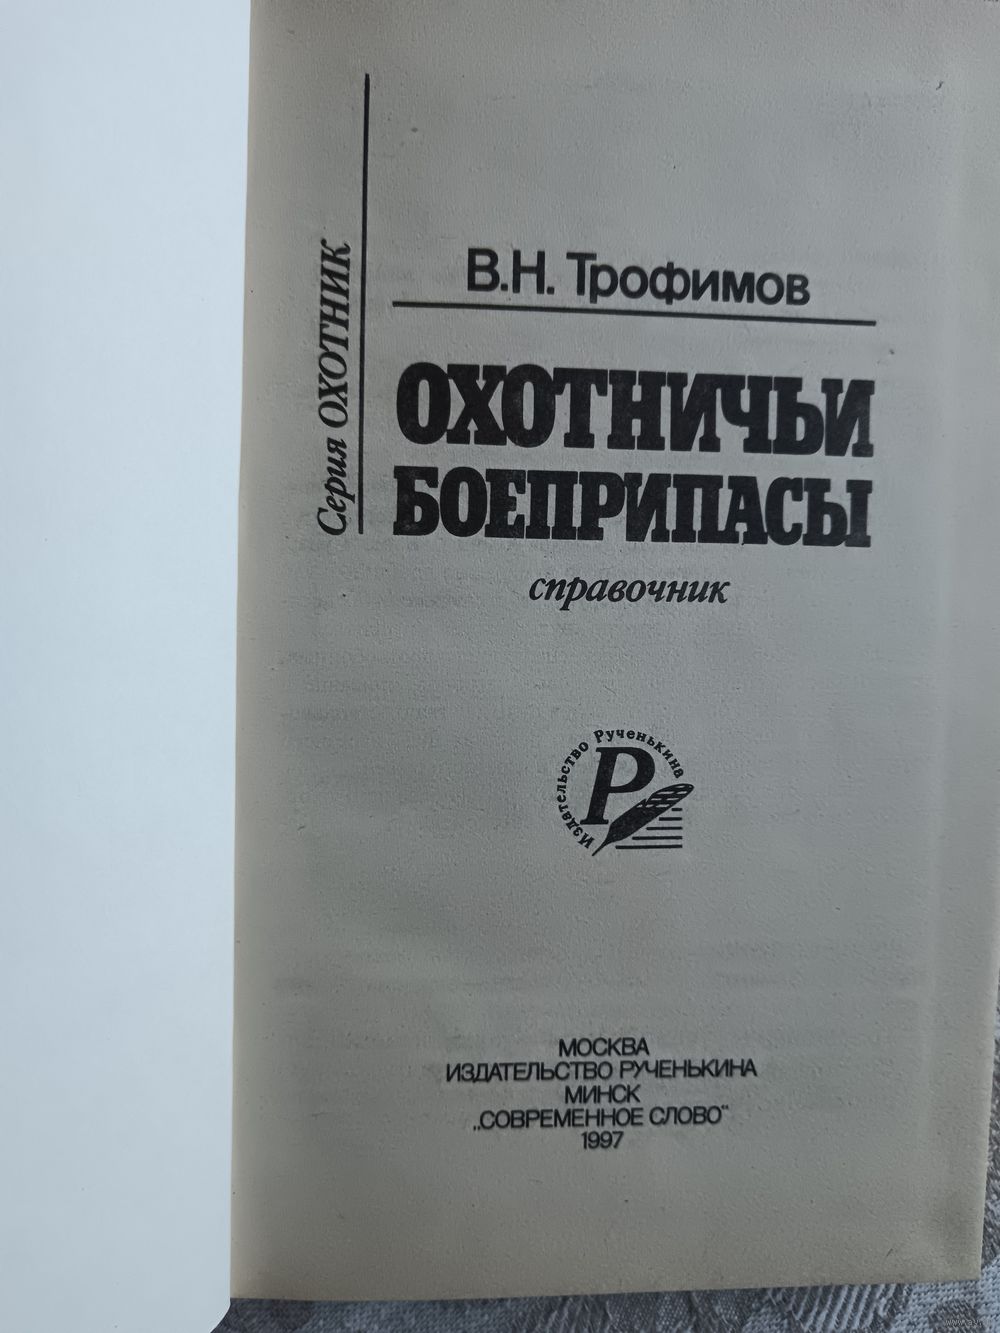 Серия ОХОТНИК
В.Н. Трофимов
ОХОТНИЧЬИ
БОЕПРИПАСЫ
справочник
Издательство Рученькина
Р
МОСКВА
ИЗДАТЕЛЬСТВО РУЧЕНЬКИНА
МИНСК
„СОВРЕМЕННОЕ СЛОВО"
1997